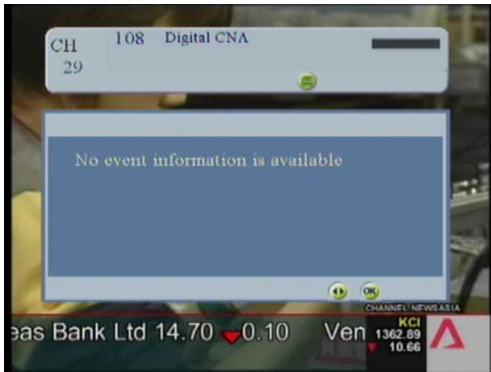 CH 108 Digital CNA
29
No event information is available
OK
CHANNEL NEWSASIA
eas Bank Ltd 14.70 0.10 Ven
KCI
1362.89
10.66